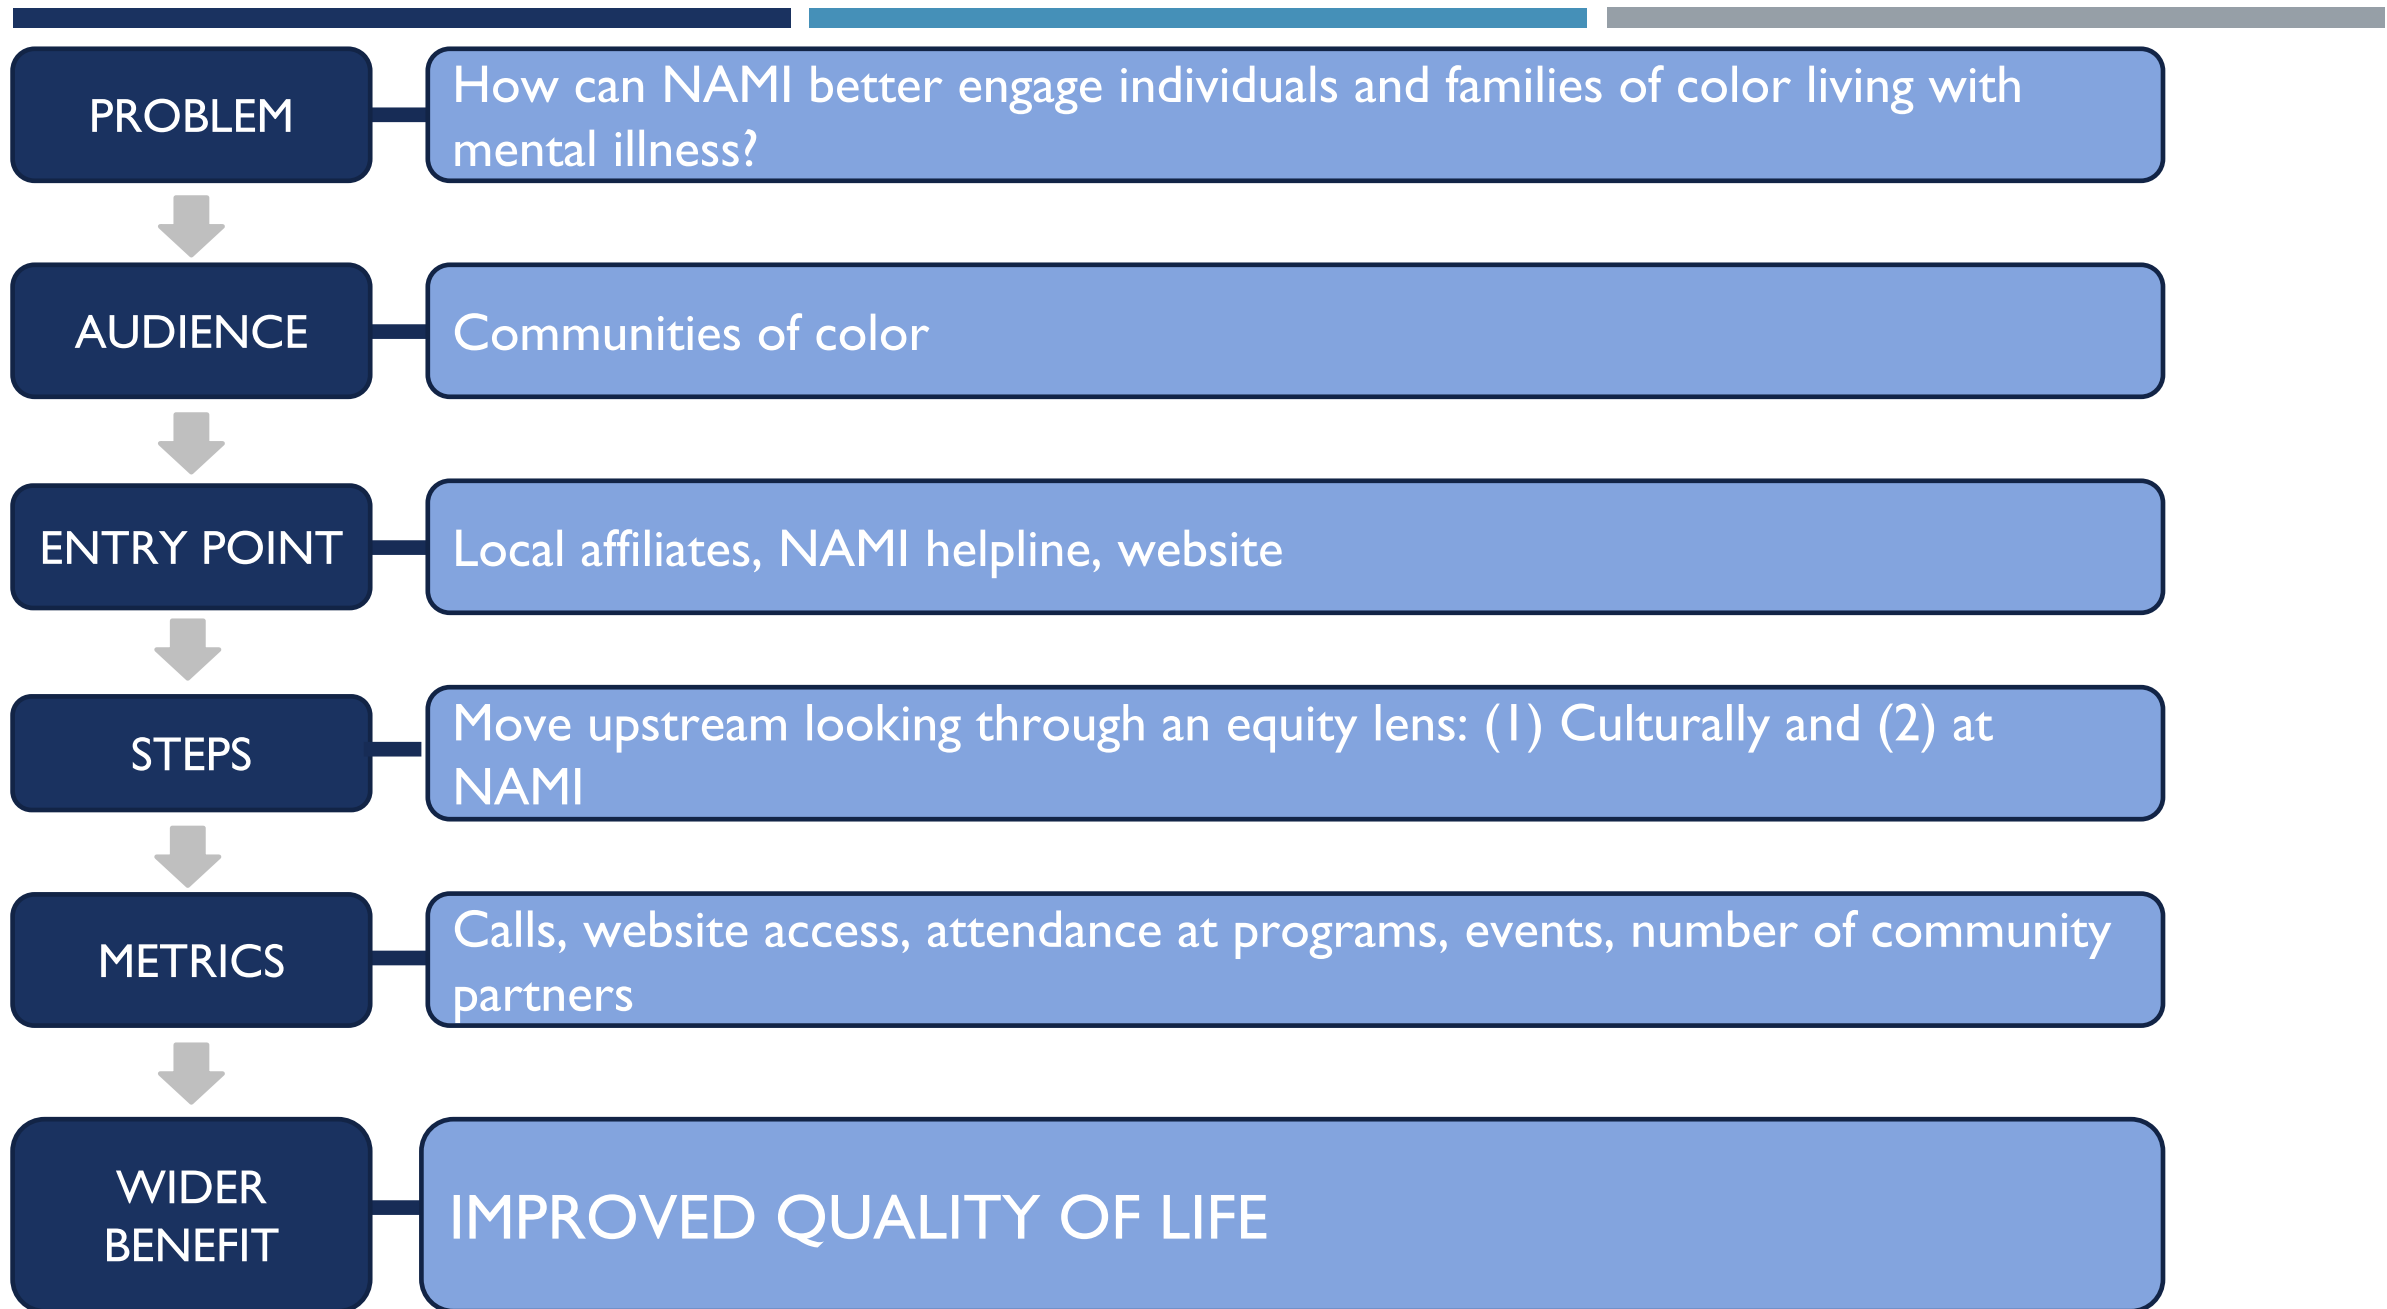 PROBLEM
How can NAMI better engage individuals and families of color living with
mental illness?
AUDIENCE
Communities of color
ENTRY POINT
Local affiliates, NAMI helpline, website
STEPS
Move upstream looking through an equity lens: (1) Culturally and (2) at
NAMI
METRICS
Calls, website access, attendance at programs, events, number of community
partners
WIDER
BENEFIT
IMPROVED QUALITY OF LIFE